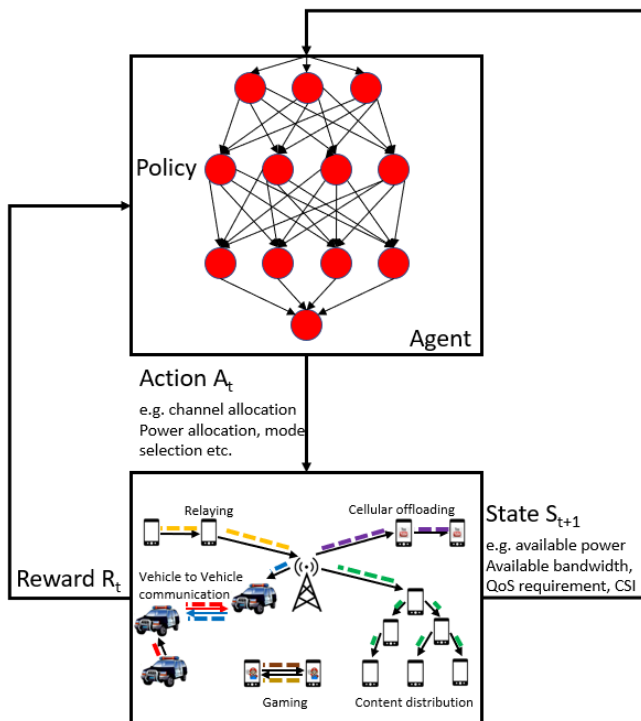 Policy
Agent
Action At
e.g. channel allocation
Power allocation, mode
selection etc.
Relaying
Cellular offloading
State St+1
e.g. available power
Available bandwidth,
QoS requirement, CSI
Reward Rt
Vehicle to Vehicle
communication
Gaming
Content distribution